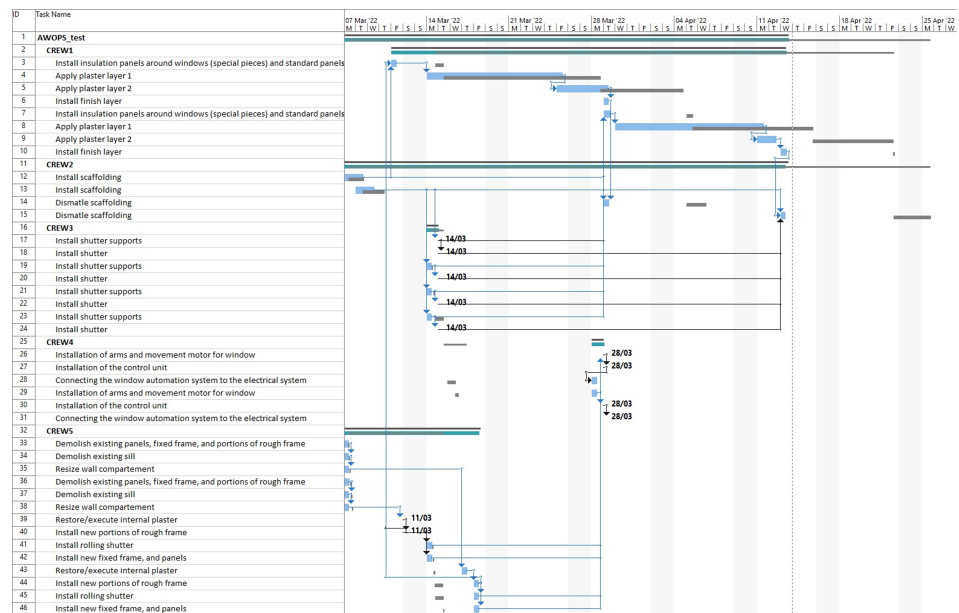 ID Task Name 07 Mar '22 14 Mar '22 21 Mar '22 28 Mar '22 04 Apr '22 11 Apr '22 18 Apr '22 25 Apr '22
M T W T F S S M T W T F S S M T W T F S S M T W T F S S M T W T F S S M T W T F S S M T W T F S S M T W
1 AWOPS_test
2 CREW1
3 Install insulation panels around windows (special pieces) and standard panels
4 Apply plaster layer 1
5 Apply plaster layer 2
6 Install finish layer
7 Install insulation panels around windows (special pieces) and standard panels
8 Apply plaster layer 1
9 Apply plaster layer 2
10 Install finish layer
11 CREW2
12 Install scaffolding
13 Install scaffolding
14 Dismatle scaffolding
15 Dismatle scaffolding
16 CREW3
17 Install shutter supports 14/03
18 Install shutter 14/03
19 Install shutter supports
20 Install shutter 14/03
21 Install shutter supports
22 Install shutter 14/03
23 Install shutter supports
24 Install shutter 14/03
25 CREW4
26 Installation of arms and movement motor for window 28/03
27 Installation of the control unit 28/03
28 Connecting the window automation system to the electrical system
29 Installation of arms and movement motor for window
30 Installation of the control unit 28/03
31 Connecting the window automation system to the electrical system 28/03
32 CREW5
33 Demolish existing panels, fixed frame, and portions of rough frame
34 Demolish existing sill
35 Resize wall compartement
36 Demolish existing panels, fixed frame, and portions of rough frame
37 Demolish existing sill
38 Resize wall compartement
39 Restore/execute internal plaster 11/03
40 Install new portions of rough frame 11/03
41 Install rolling shutter
42 Install new fixed frame, and panels
43 Restore/execute internal plaster
44 Install new portions of rough frame
45 Install rolling shutter
46 Install new fixed frame, and panels